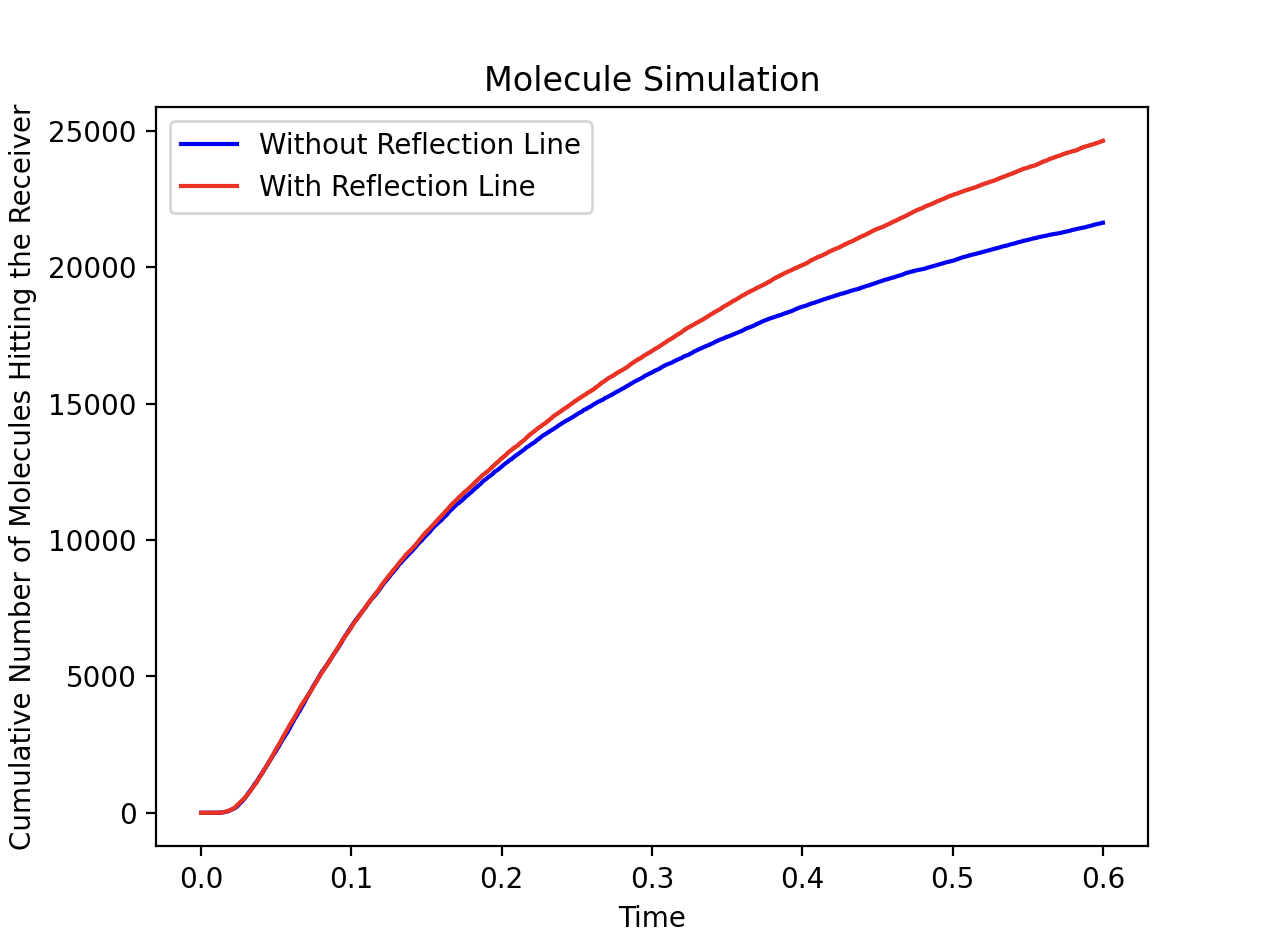 Molecule Simulation
Without Reflection Line
With Reflection Line
Cumulative Number of Molecules Hitting the Receiver
25000
20000
15000
10000
5000
0
0.0 0.1 0.2 0.3 0.4 0.5 0.6
Time